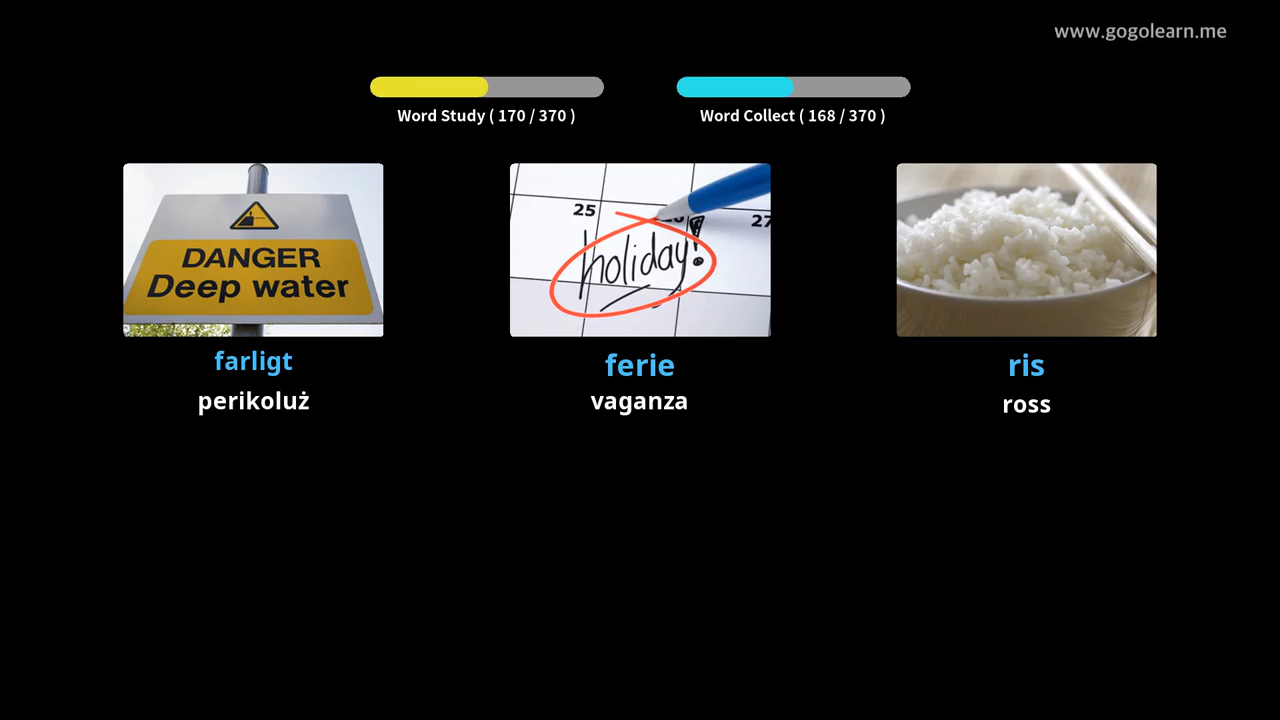 www.gogolearn.me
Word Study ( 170 / 370 )
Word Collect ( 168 / 370 )
DANGER
Deep water
25
27
holiday!
farligt
ferie
ris
perikoluż
vaganza
ross